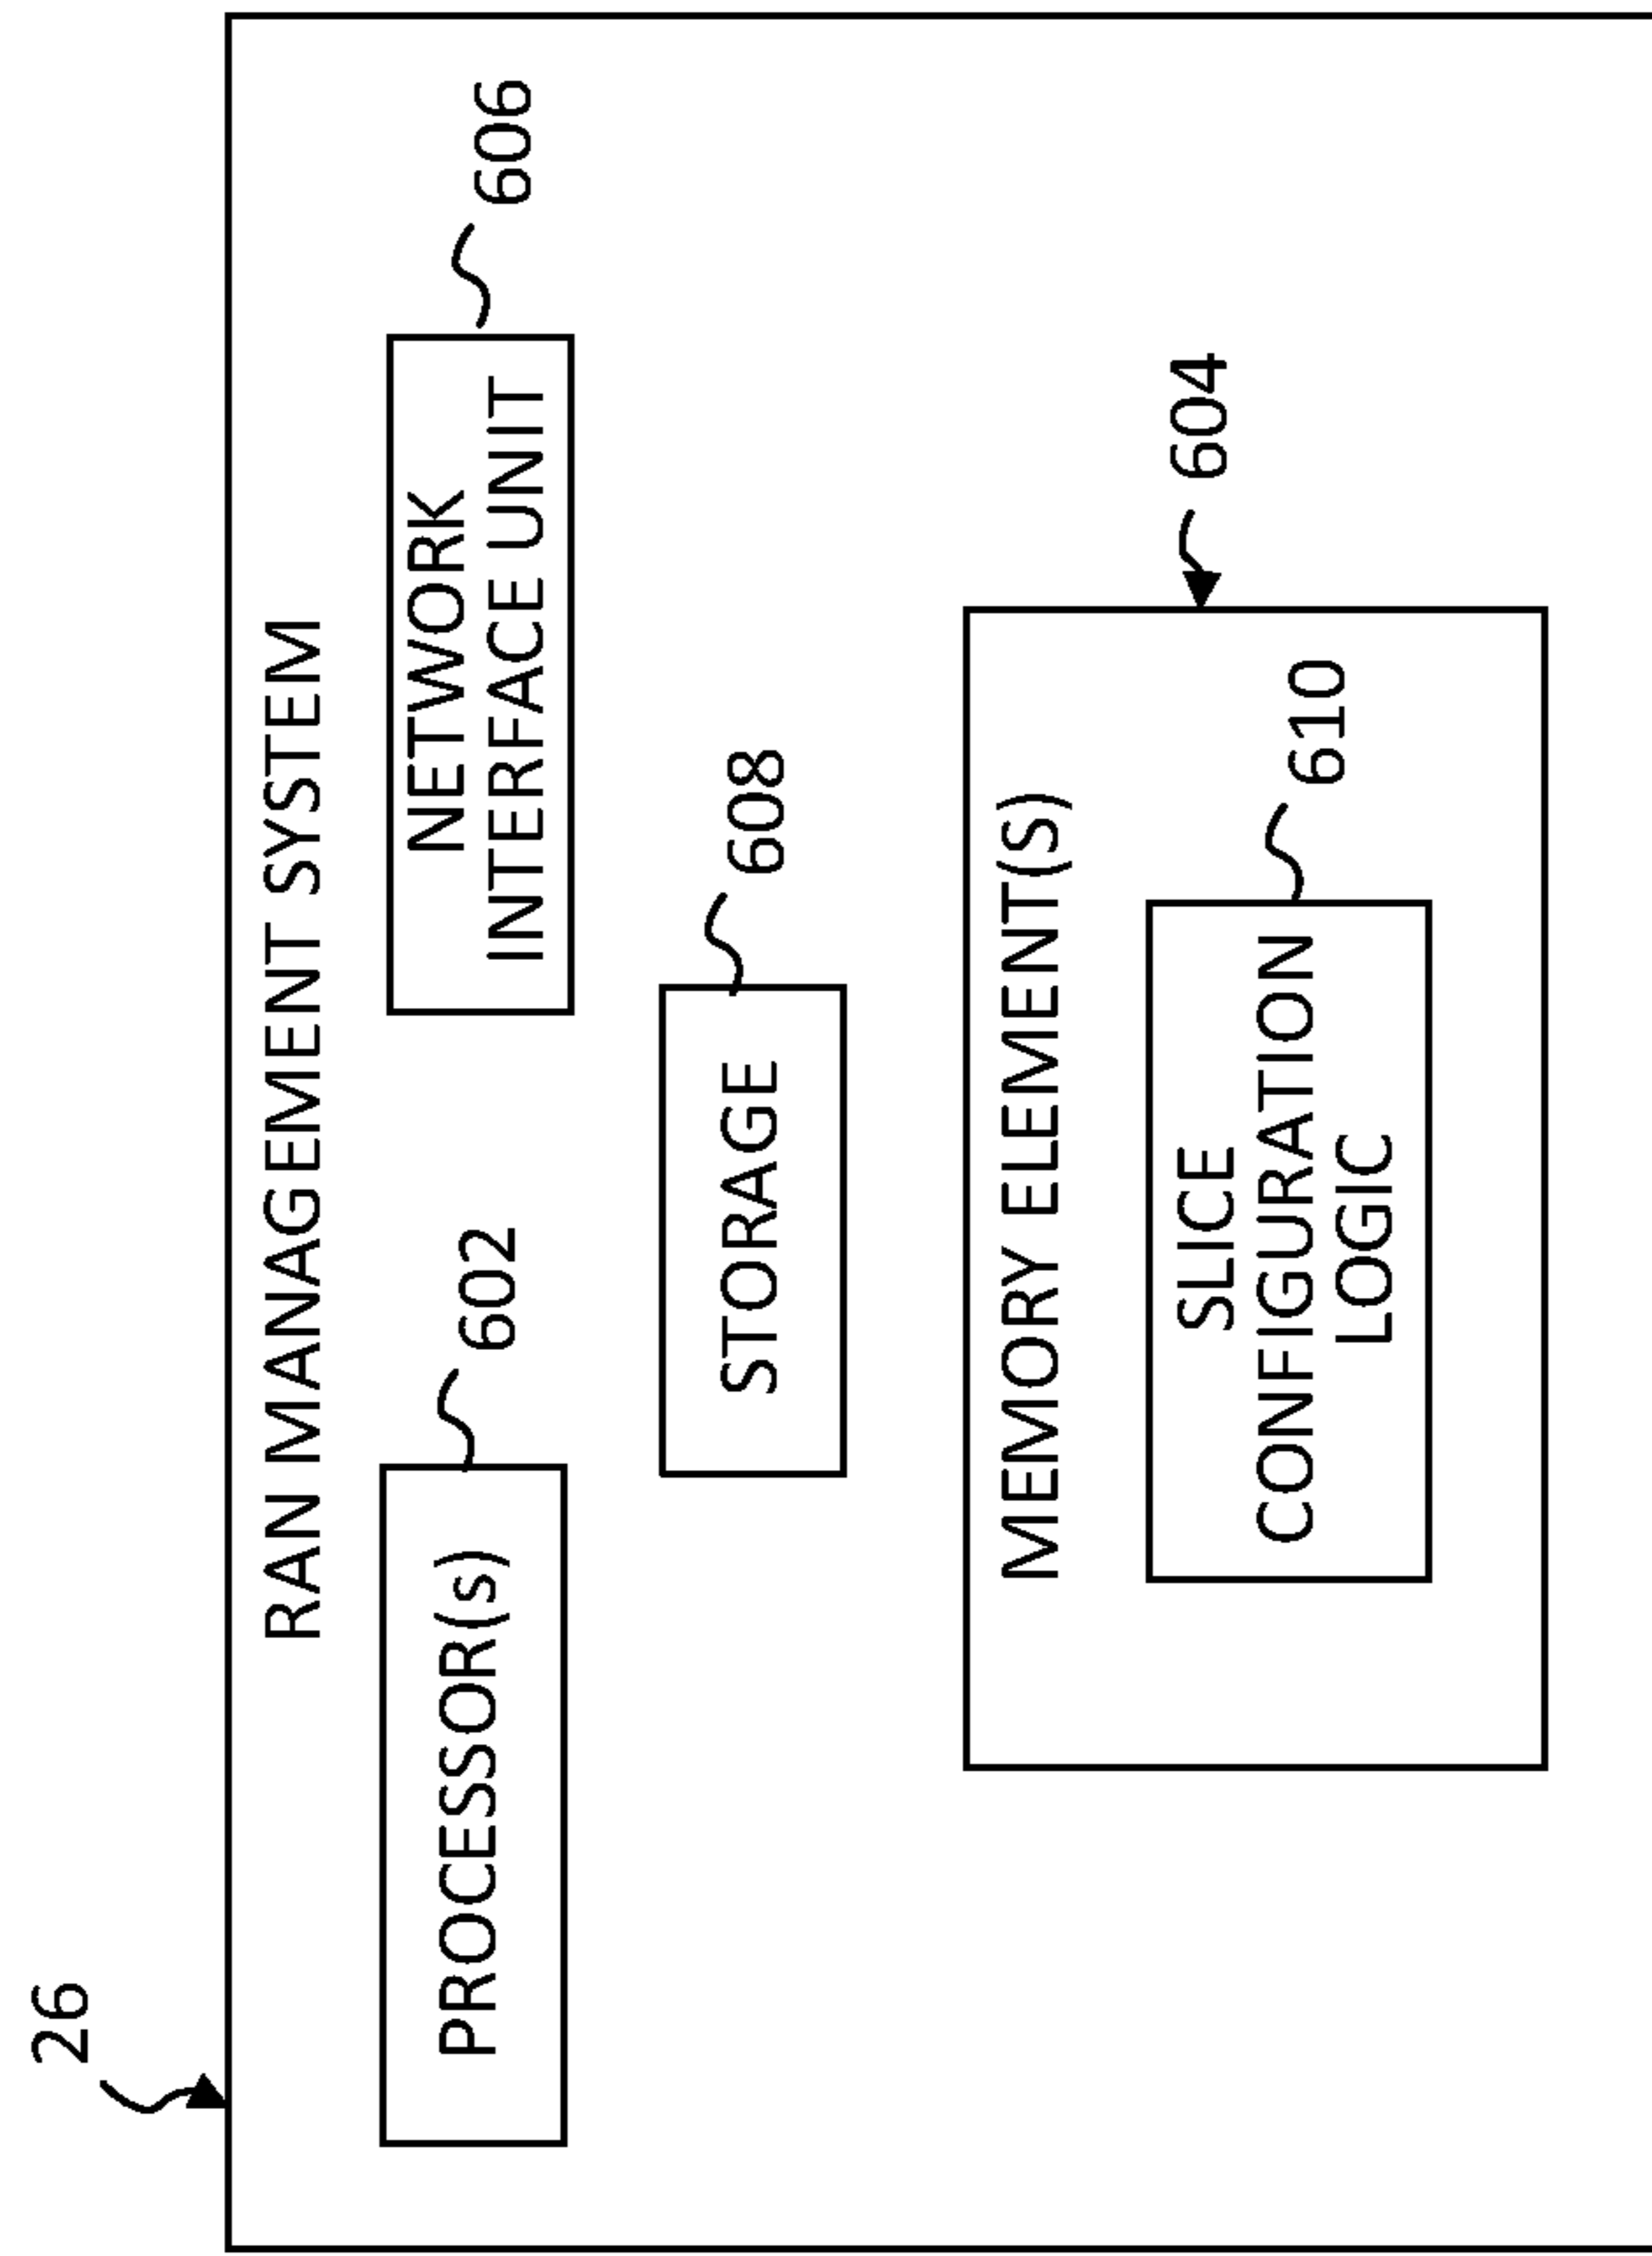 26
RAN MANAGEMENT SYSTEM
PROCESSOR(s)
602
NETWORK
INTERFACE UNIT
606
STORAGE
608
MEMORY ELEMENT(S)
604
SLICE
CONFIGURATION
LOGIC
610